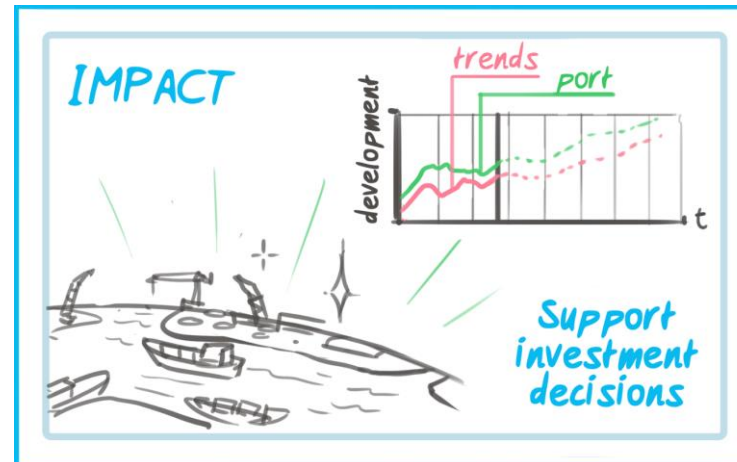 IMPACT
trends
port
development
t
Support
investment
decisions